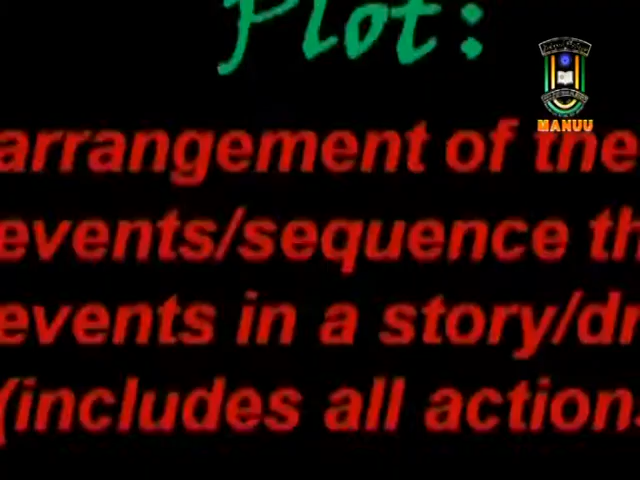 Plot:
MANUU
arrangement of the
events/sequence th
events in a story/dr
(includes all action